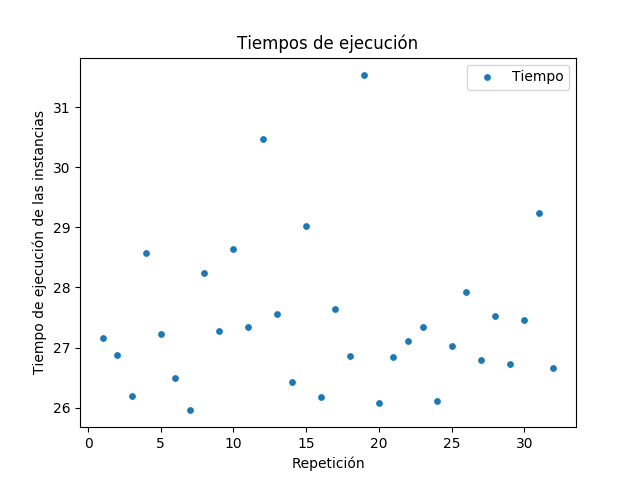 Tiempos de ejecución
Tiempo
Tiempo de ejecución de las instancias
31
30
29
28
27
26
0 5 10 15 20 25 30
Repetición